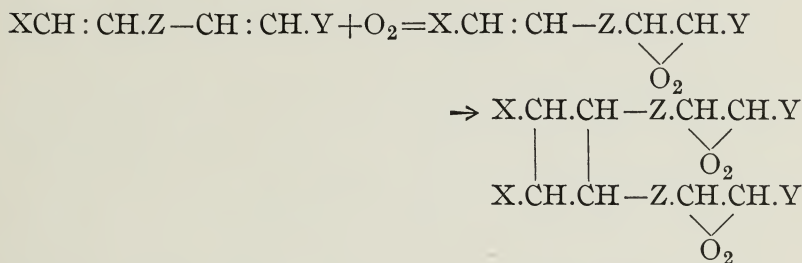 XCH : CH.Z—CH : CH.Y+O₂=X.CH : CH —Z.CH.CH.Y
O₂
→ X.CH.CH —Z.CH.CH.Y
O₂
X.CH.CH —Z.CH.CH.Y
O₂